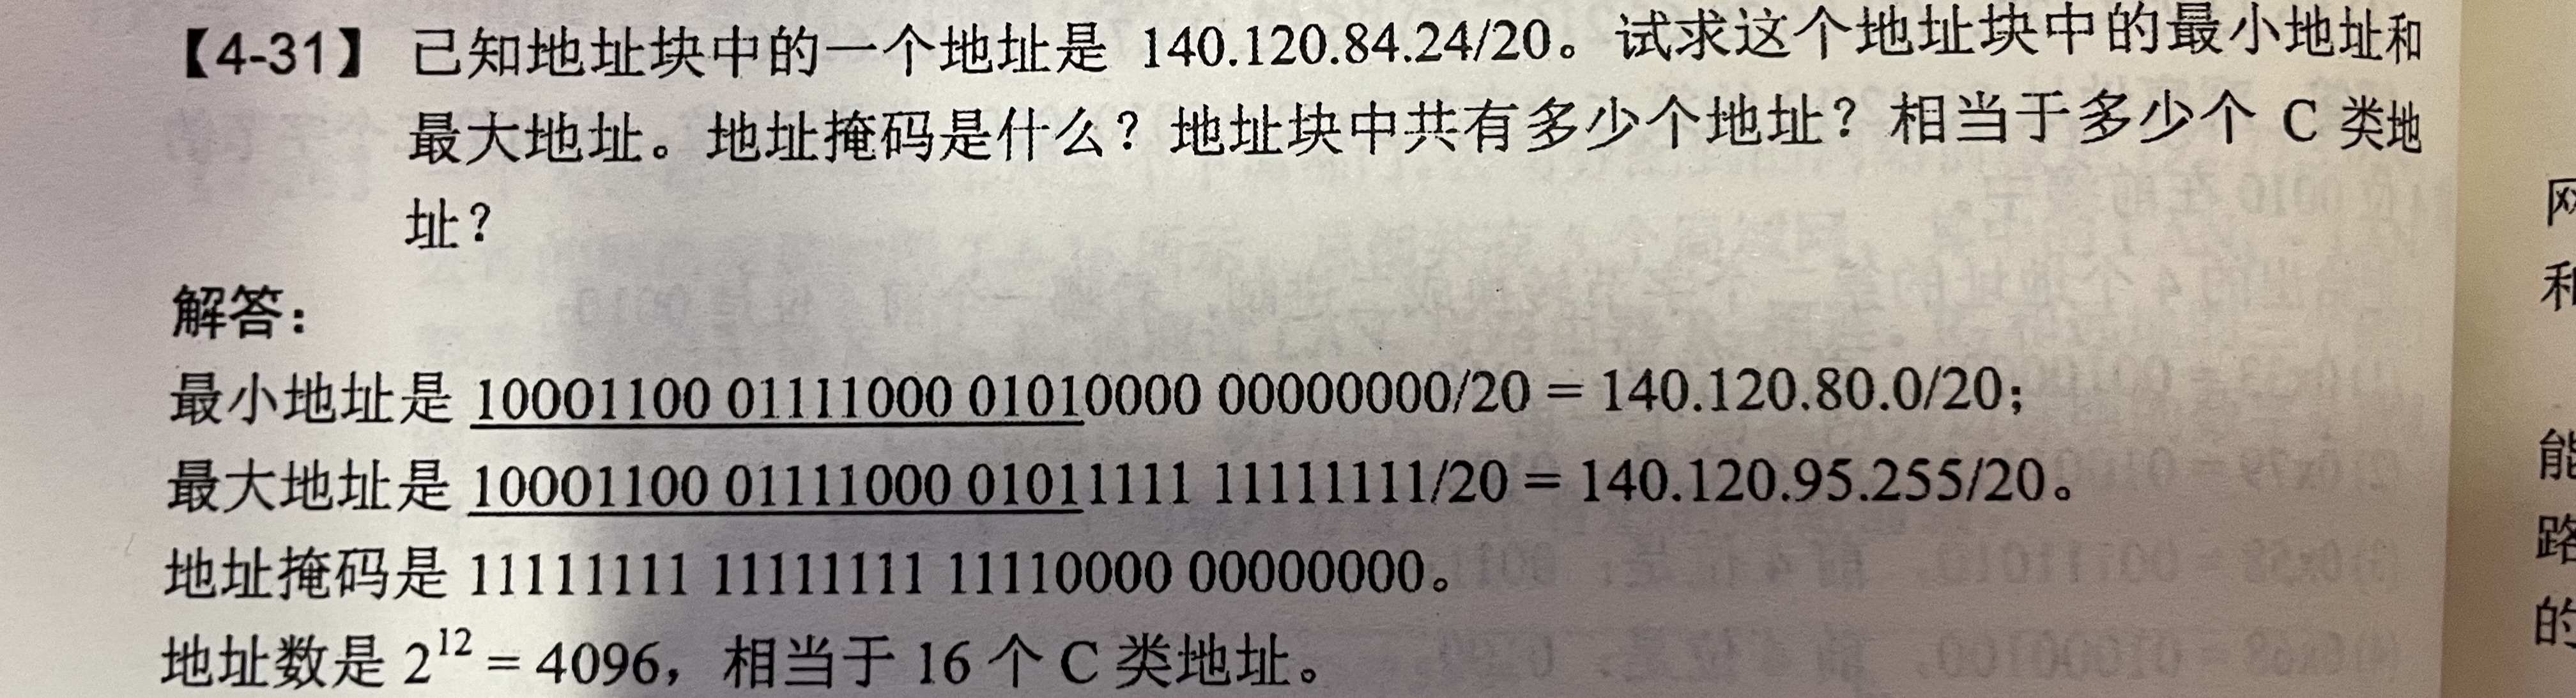 【4-31】 已知地址块中的一个地址是 140.120.84.24/20。试求这个地址块中的最小地址和
最大地址。地址掩码是什么？地址块中共有多少个地址？相当于多少个 C 类地
址？
解答：
最小地址是 10001100 01111000 01010000 00000000/20 = 140.120.80.0/20；
最大地址是 10001100 01111000 01011111 11111111/20 = 140.120.95.255/20。
地址掩码是 11111111 11111111 11110000 00000000。
地址数是 2¹² = 4096，相当于 16 个 C 类地址。
网
和
能
路
的